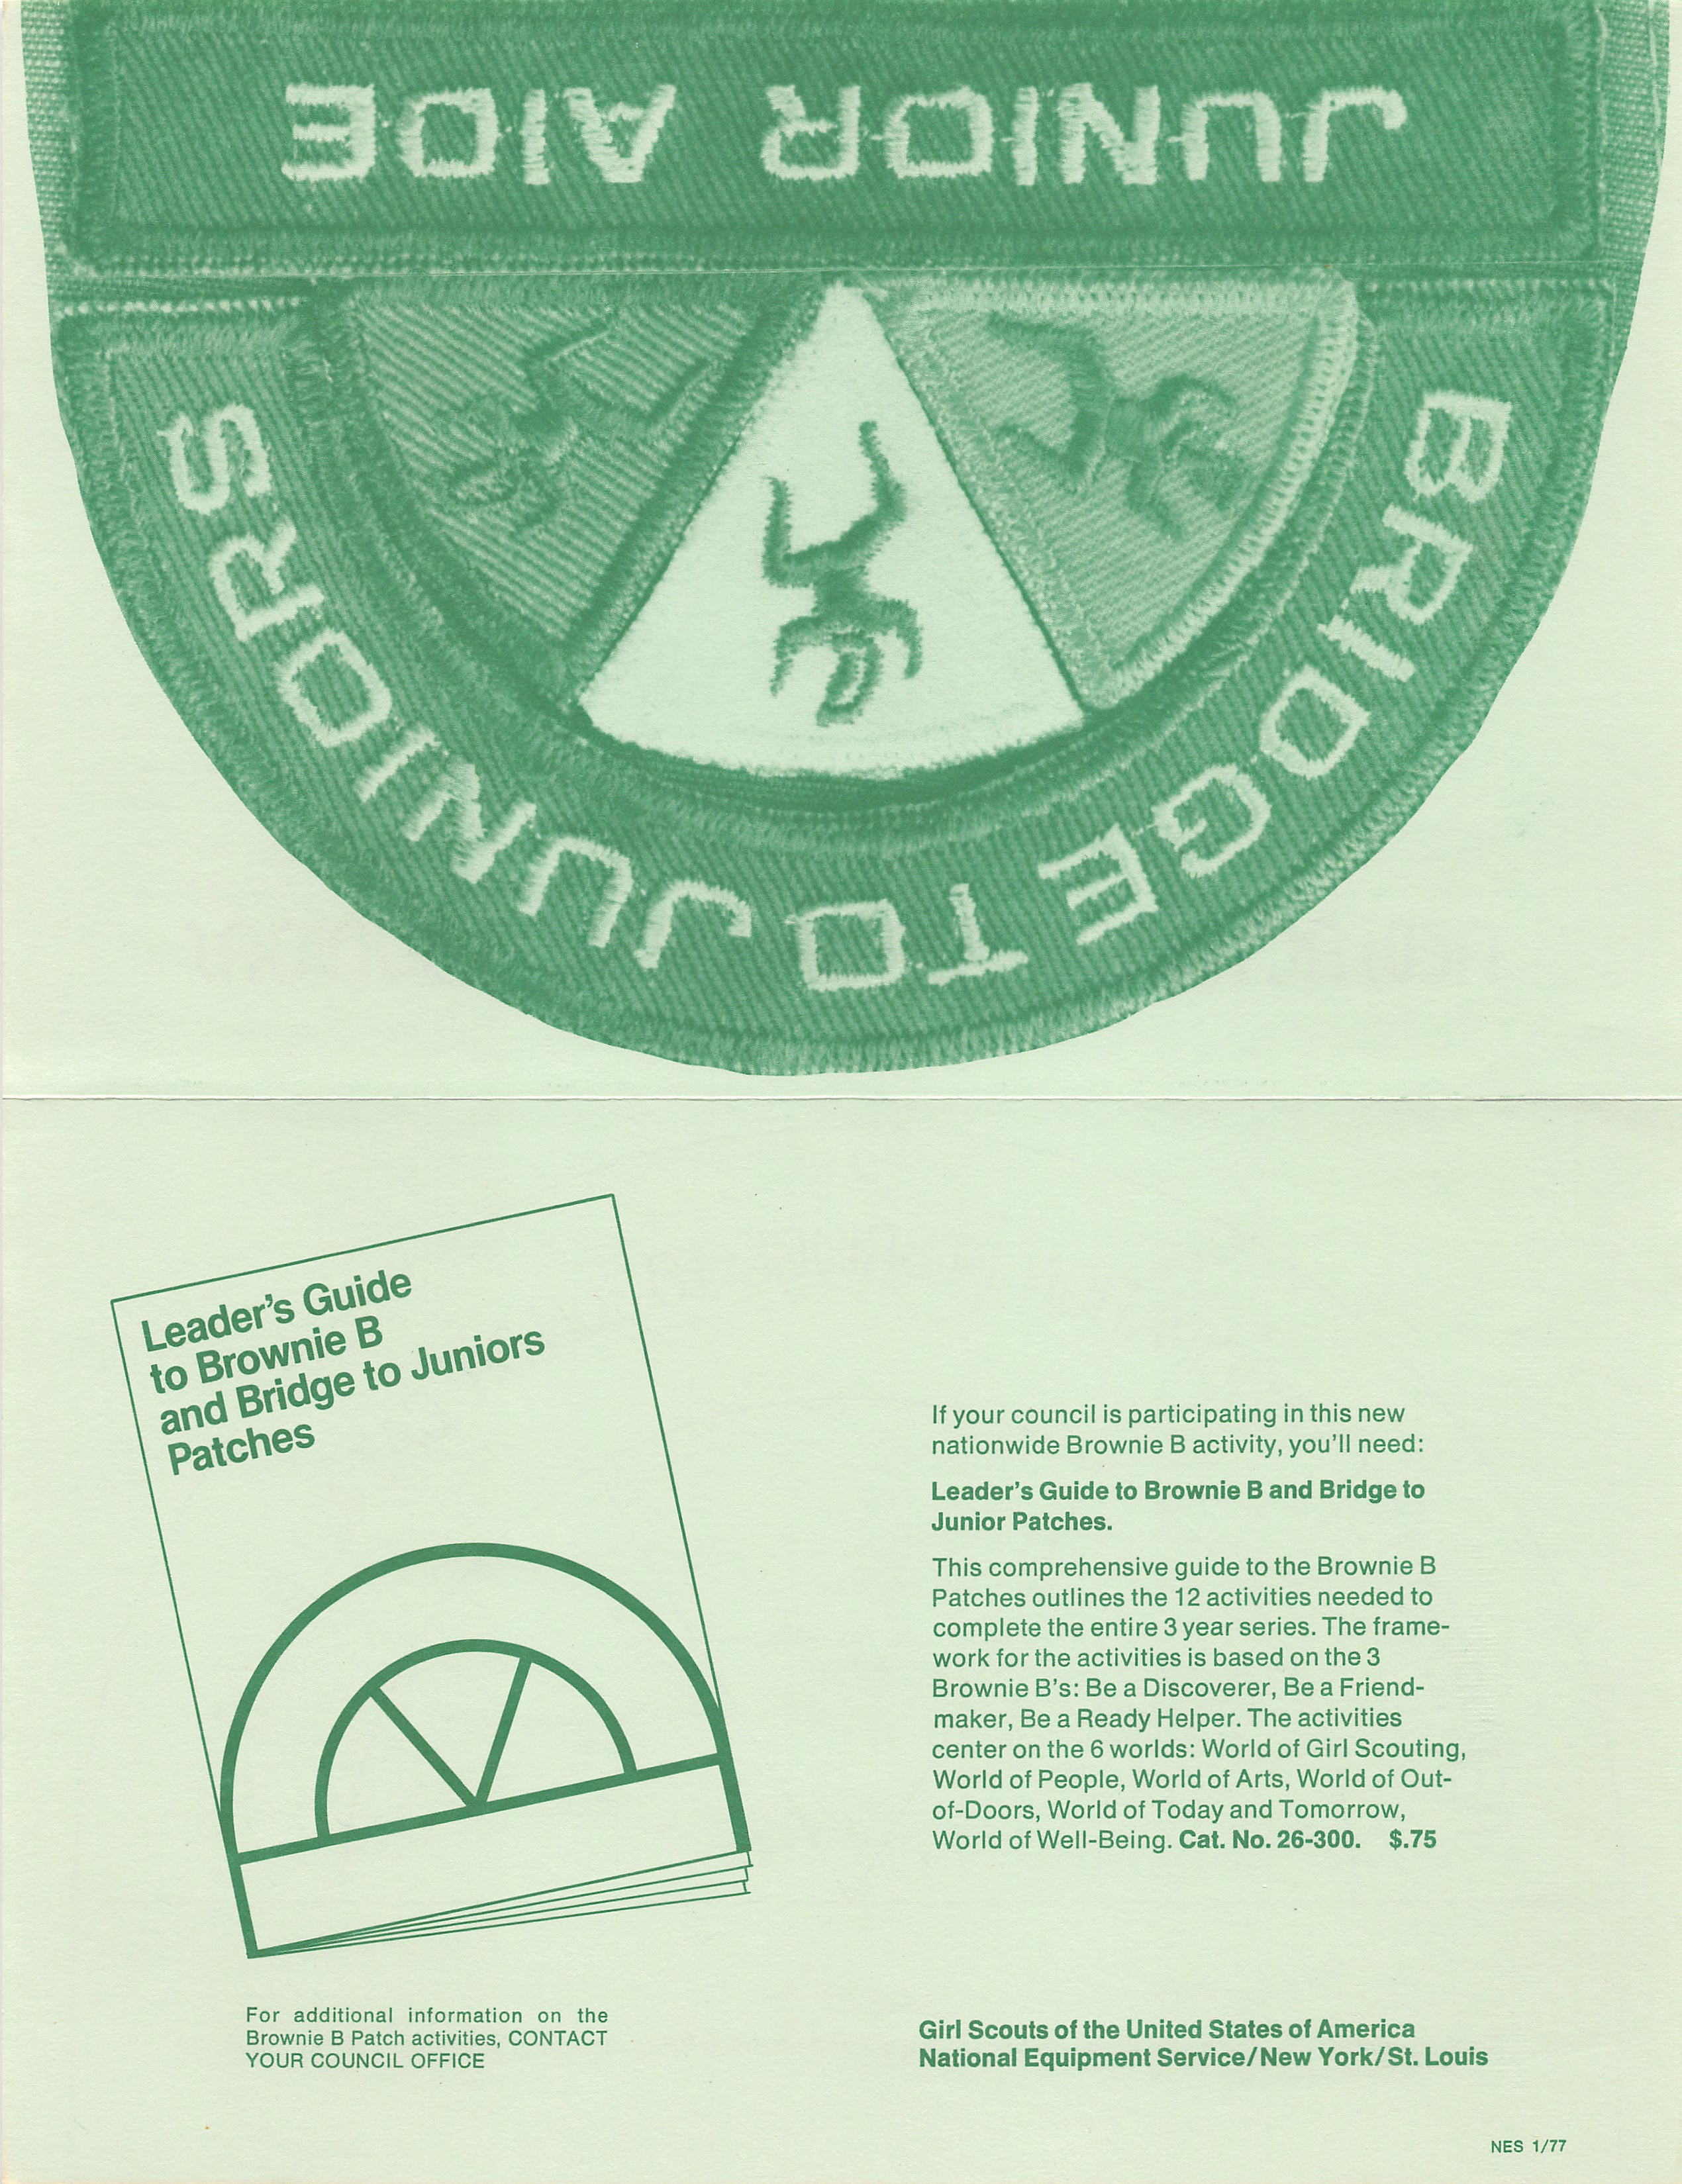 JUNIOR AIDE
BRIDGE TO JUNIORS
Leader's Guide
to Brownie B
and Bridge to Juniors
Patches
If your council is participating in this new
nationwide Brownie B activity, you'll need:
Leader's Guide to Brownie B and Bridge to
Junior Patches.
This comprehensive guide to the Brownie B
Patches outlines the 12 activities needed to
complete the entire 3 year series. The frame-
work for the activities is based on the 3
Brownie B's: Be a Discoverer, Be a Friend-
maker, Be a Ready Helper. The activities
center on the 6 worlds: World of Girl Scouting,
World of People, World of Arts, World of Out-
of-Doors, World of Today and Tomorrow,
World of Well-Being. Cat. No. 26-300. $.75
For additional information on the
Brownie B Patch activities, CONTACT
YOUR COUNCIL OFFICE
Girl Scouts of the United States of America
National Equipment Service/New York/St. Louis
NES 1/77